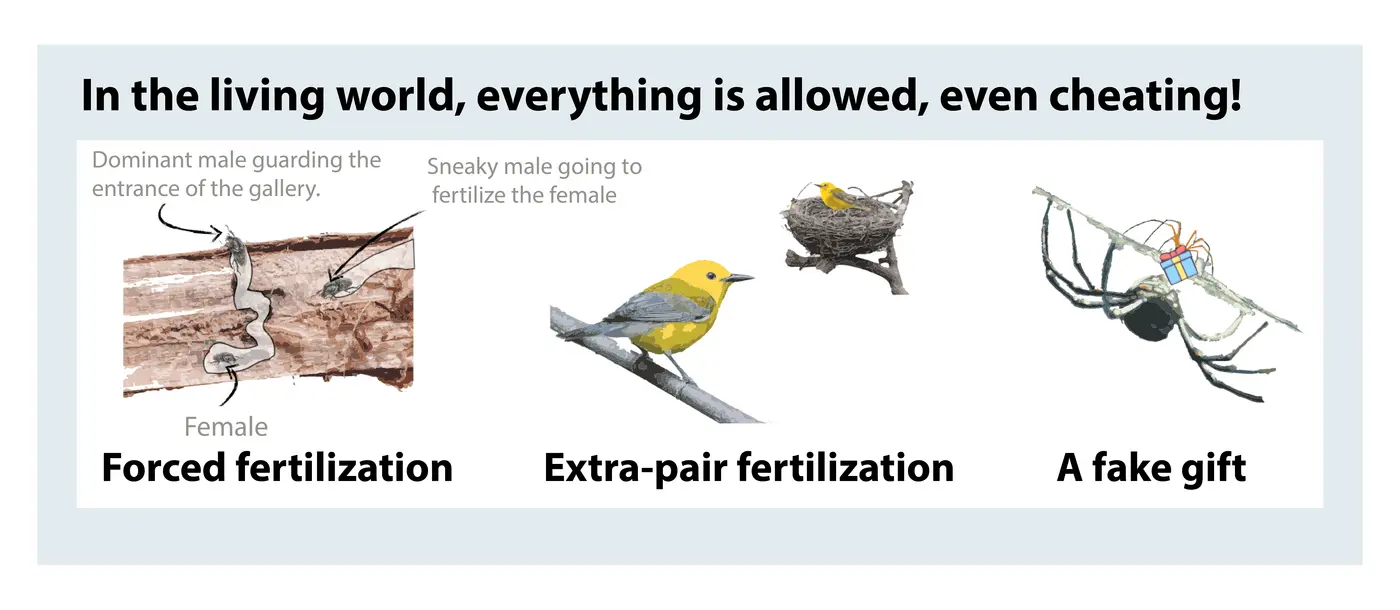 In the living world, everything is allowed, even cheating!
Dominant male guarding the
entrance of the gallery.
Sneaky male going to
fertilize the female
Female
Forced fertilization
Extra-pair fertilization
A fake gift